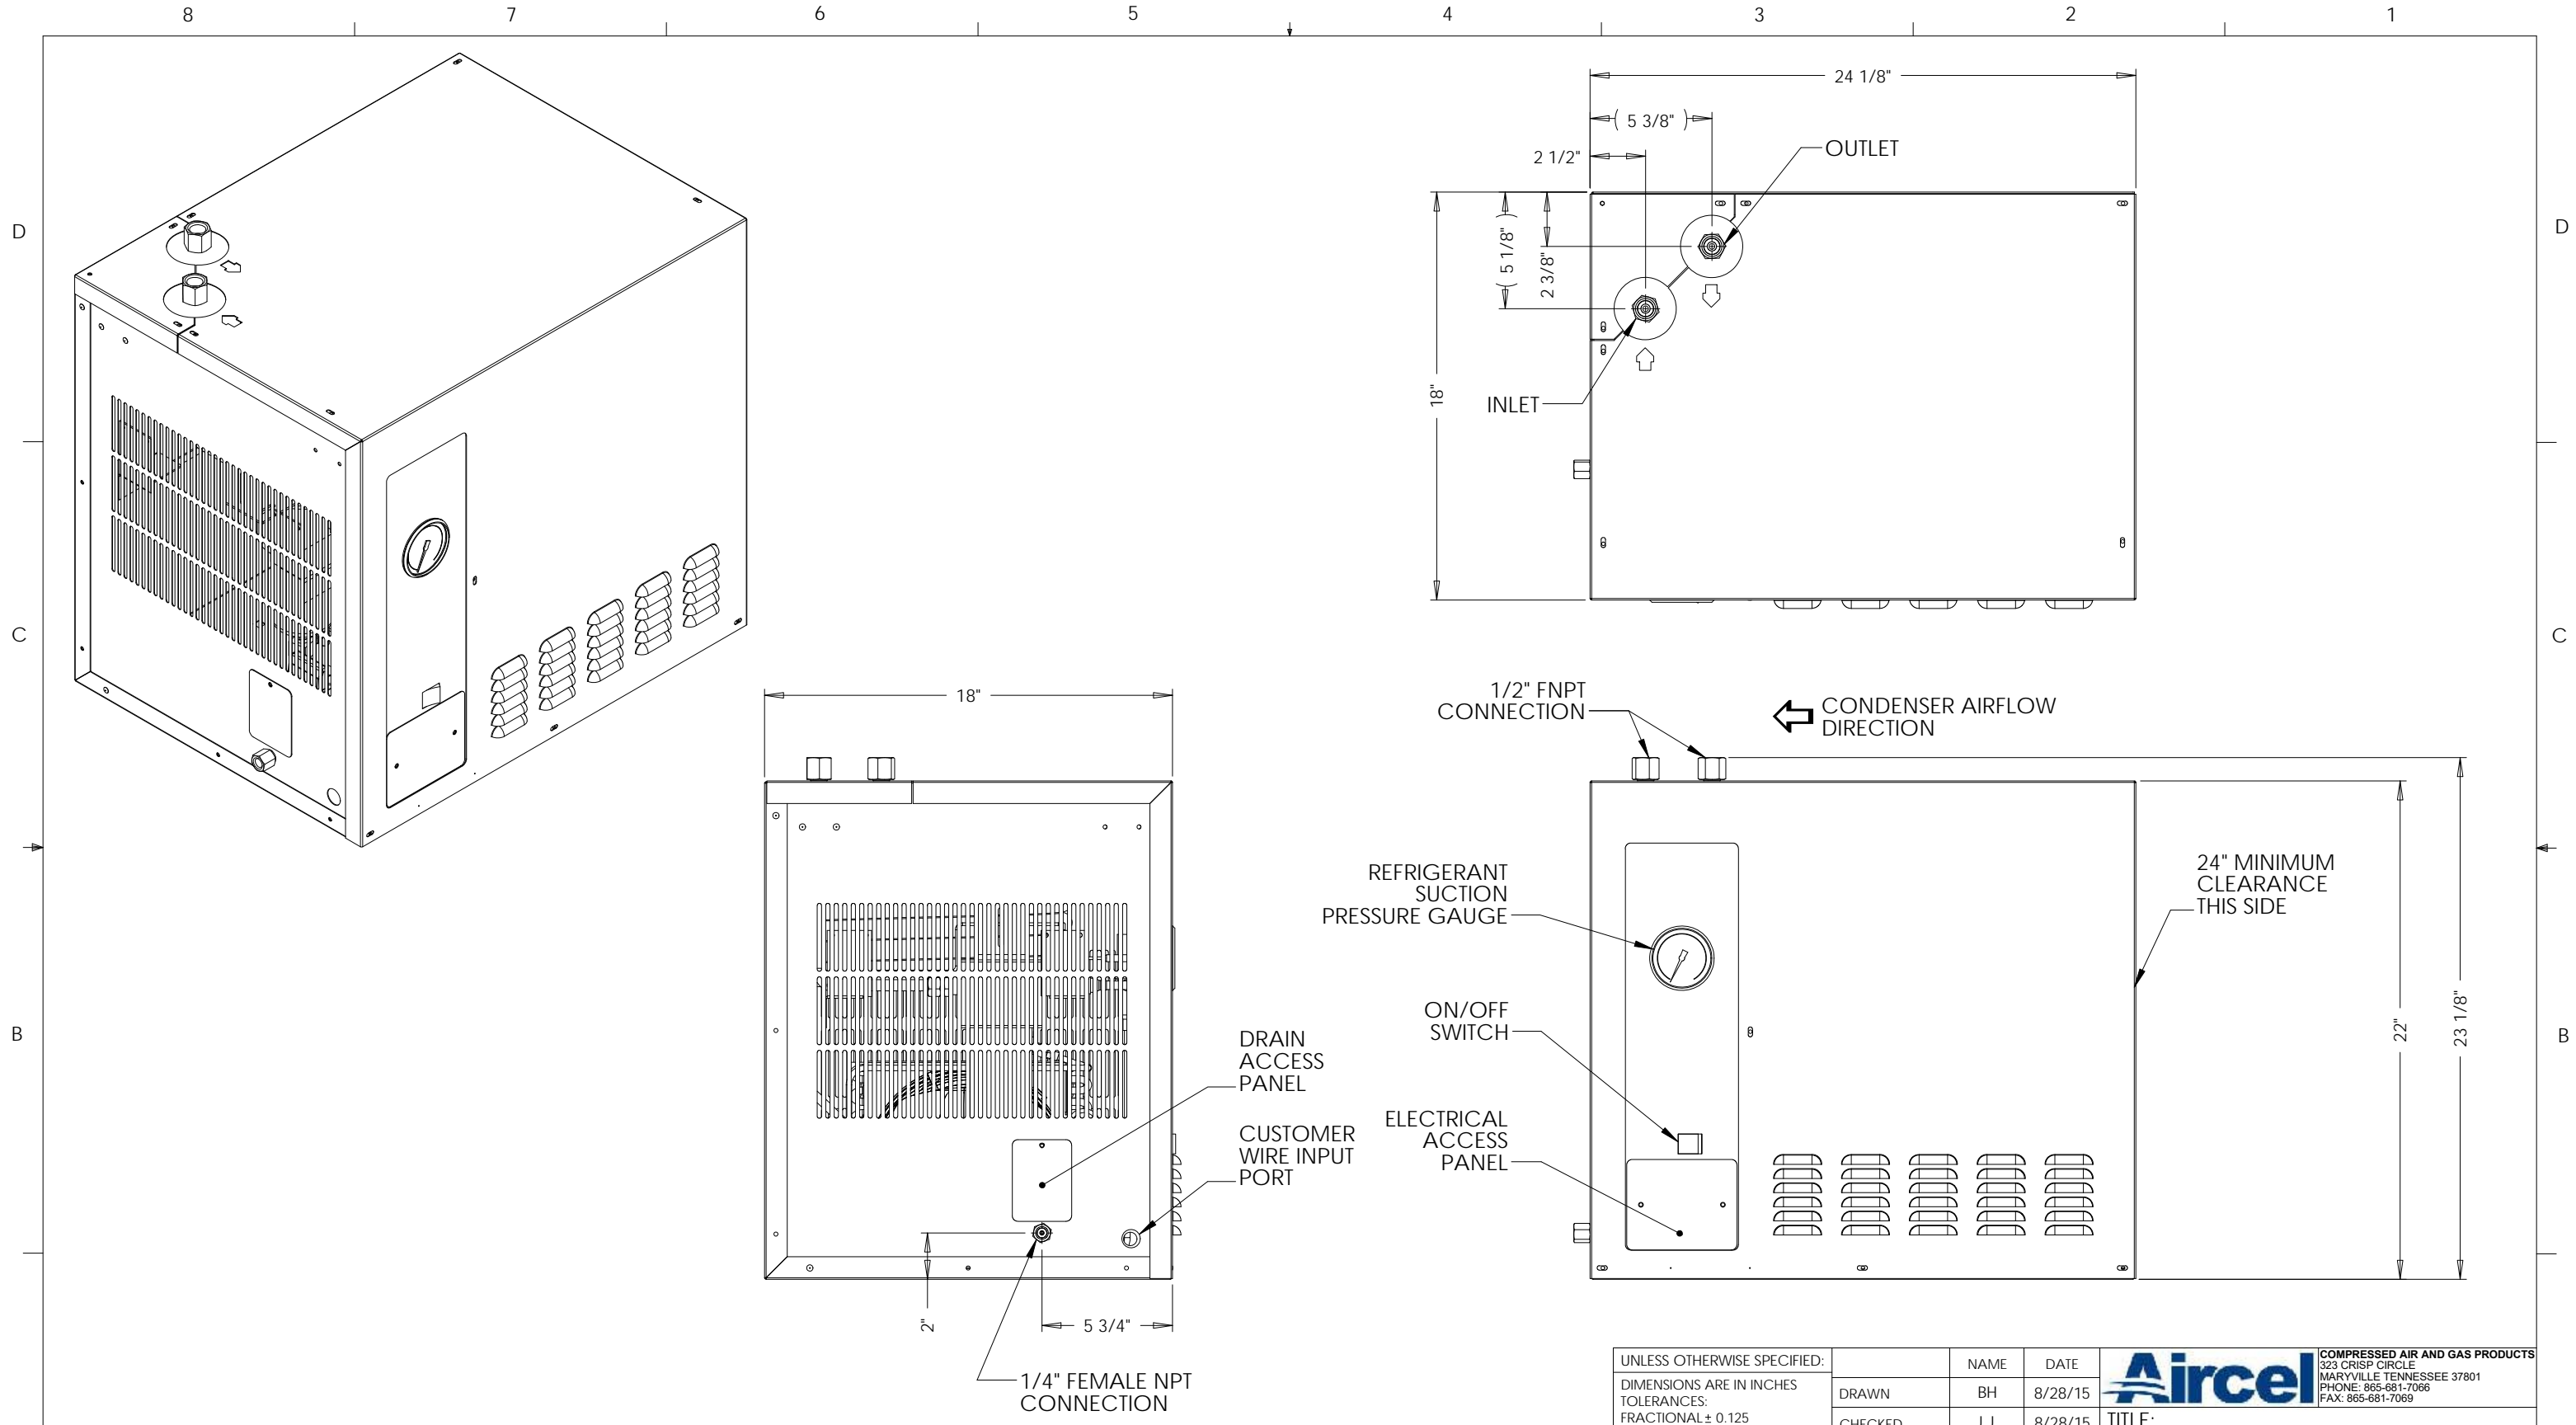 8 7 6 5 4 3 2 1
D
D
C
C
B
B
24 1/8"
( 5 3/8" )
2 1/2"
OUTLET
( 5 1/8" )
2 3/8"
18"
INLET
18"
1/2" FNPT
CONNECTION
CONDENSER AIRFLOW
DIRECTION
REFRIGERANT
SUCTION
PRESSURE GAUGE
24" MINIMUM
CLEARANCE
THIS SIDE
ON/OFF
SWITCH
22"
23 1/8"
ELECTRICAL
ACCESS
PANEL
DRAIN
ACCESS
PANEL
CUSTOMER
WIRE INPUT
PORT
2"
5 3/4"
1/4" FEMALE NPT
CONNECTION
UNLESS OTHERWISE SPECIFIED:
DIMENSIONS ARE IN INCHES
TOLERANCES:
FRACTIONAL± 0.125
NAME DATE
DRAWN BH 8/28/15
CHECKED JJ 8/28/15
Aircel
COMPRESSED AIR AND GAS PRODUCTS
323 CRISP CIRCLE
MARYVILLE TENNESSEE 37801
PHONE: 865-681-7066
FAX: 865-681-7069
TITLE: